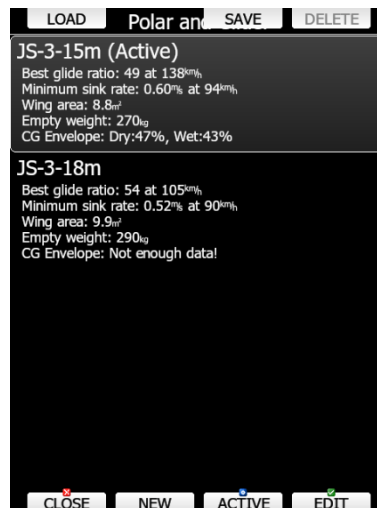 LOAD Polar and Glider SAVE DELETE
JS-3-15m (Active)
Best glide ratio: 49 at 138km/h
Minimum sink rate: 0.60m/s at 94km/h
Wing area: 8.8m²
Empty weight: 270kg
CG Envelope: Dry:47%, Wet:43%
JS-3-18m
Best glide ratio: 54 at 105km/h
Minimum sink rate: 0.52m/s at 90km/h
Wing area: 9.9m²
Empty weight: 290kg
CG Envelope: Not enough data!
CLOSE NEW ACTIVE EDIT